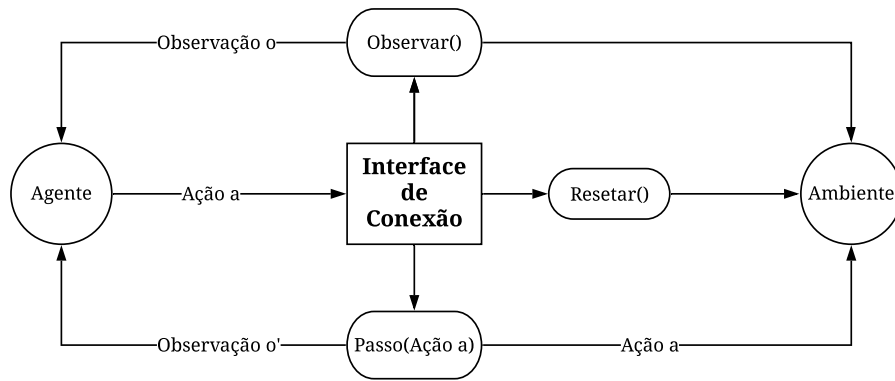 Observação o
Observar()
Agente
Ação a
Interface
de
Conexão
Resetar()
Ambiente
Observação o'
Passo(Ação a)
Ação a